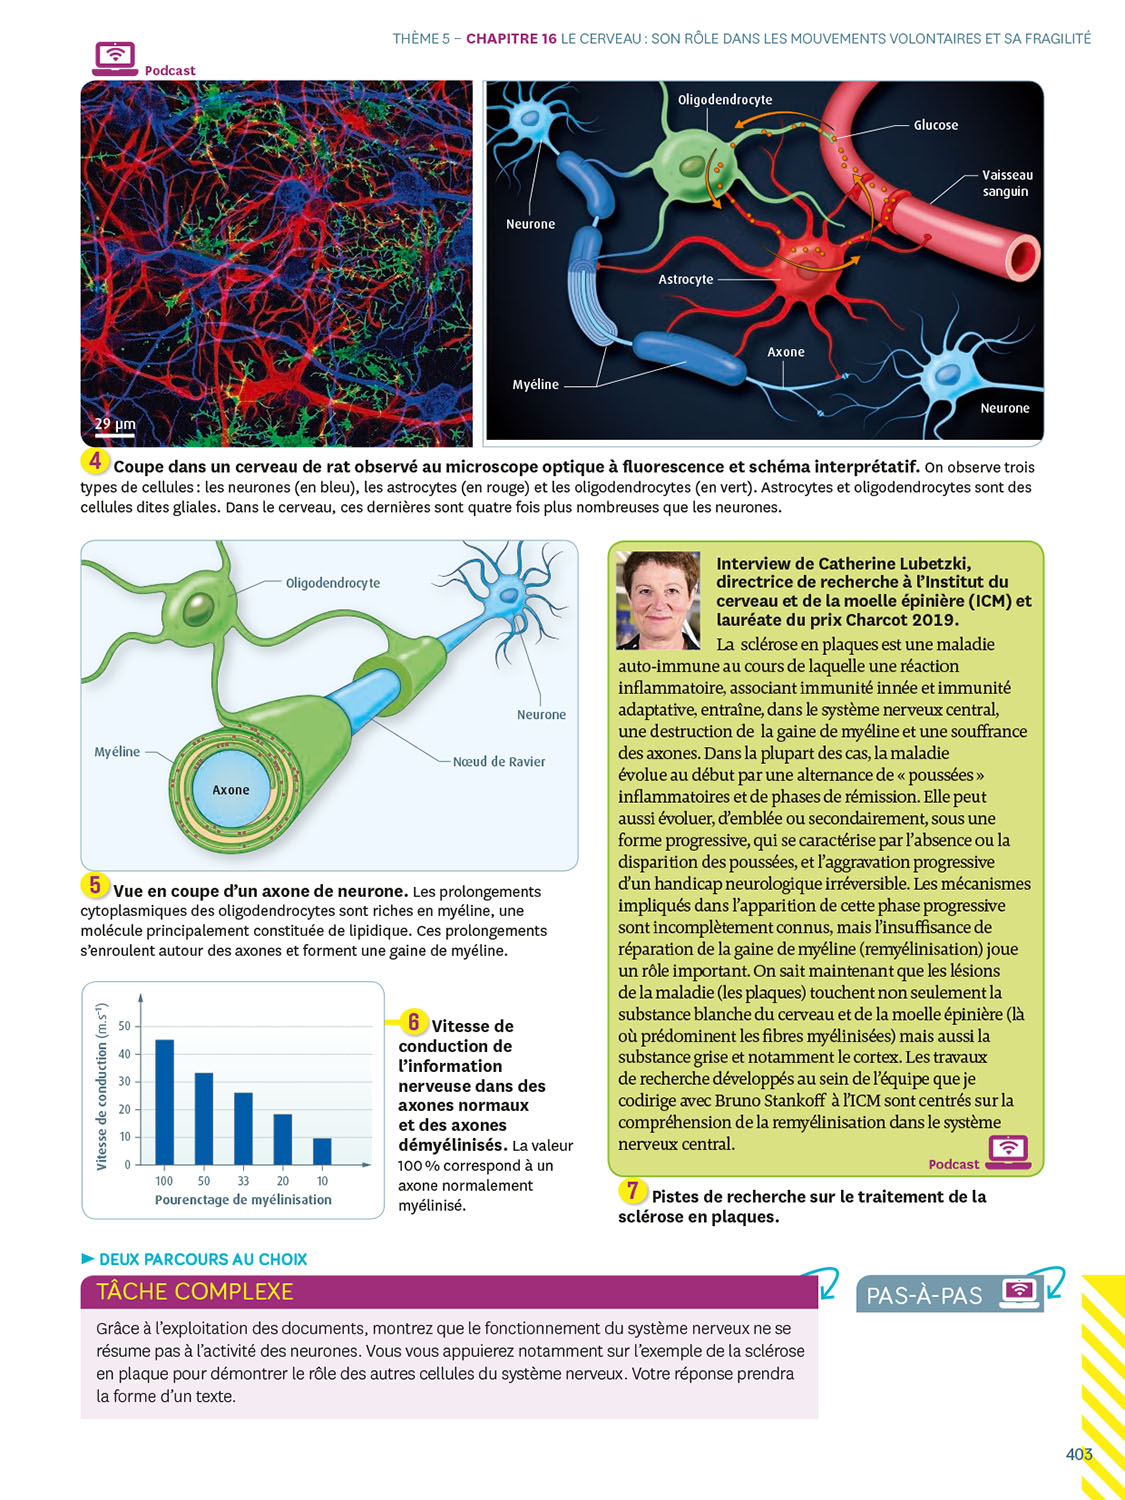 THÈME 5 – CHAPITRE 16 LE CERVEAU : SON RÔLE DANS LES MOUVEMENTS VOLONTAIRES ET SA FRAGILITÉ
Podcast
29 µm
Oligodendrocyte
Glucose
Vaisseau
sanguin
Neurone
Astrocyte
Axone
Myéline
Neurone
4 Coupe dans un cerveau de rat observé au microscope optique à fluorescence et schéma interprétatif. On observe trois
types de cellules : les neurones (en bleu), les astrocytes (en rouge) et les oligodendrocytes (en vert). Astrocytes et oligodendrocytes sont des
cellules dites gliales. Dans le cerveau, ces dernières sont quatre fois plus nombreuses que les neurones.
Oligodendrocyte
Neurone
Myéline
Nœud de Ravier
Axone
5 Vue en coupe d'un axone de neurone. Les prolongements
cytoplasmiques des oligodendrocytes sont riches en myéline, une
molécule principalement constituée de lipidique. Ces prolongements
s'enroulent autour des axones et forment une gaine de myéline.
Vitesse de conduction (m.s⁻¹)
50
40
30
20
10
0
100 50 33 20 10
Pourenctage de myélinisation
6 Vitesse de
conduction de
l'information
nerveuse dans des
axones normaux
et des axones
démyélinisés. La valeur
100 % correspond à un
axone normalement
myélinisé.
Interview de Catherine Lubetzki,
directrice de recherche à l'Institut du
cerveau et de la moelle épinière (ICM) et
lauréate du prix Charcot 2019.
La sclérose en plaques est une maladie
auto-immune au cours de laquelle une réaction
inflammatoire, associant immunité innée et immunité
adaptative, entraîne, dans le système nerveux central,
une destruction de la gaine de myéline et une souffrance
des axones. Dans la plupart des cas, la maladie
évolue au début par une alternance de « poussées »
inflammatoires et de phases de rémission. Elle peut
aussi évoluer, d'emblée ou secondairement, sous une
forme progressive, qui se caractérise par l'absence ou la
disparition des poussées, et l'aggravation progressive
d'un handicap neurologique irréversible. Les mécanismes
impliqués dans l'apparition de cette phase progressive
sont incomplètement connus, mais l'insuffisance de
réparation de la gaine de myéline (remyélinisation) joue
un rôle important. On sait maintenant que les lésions
de la maladie (les plaques) touchent non seulement la
substance blanche du cerveau et de la moelle épinière (là
où prédominent les fibres myélinisées) mais aussi la
substance grise et notamment le cortex. Les travaux
de recherche développés au sein de l'équipe que je
codirige avec Bruno Stankoff à l'ICM sont centrés sur la
compréhension de la remyélinisation dans le système
nerveux central.
Podcast
7 Pistes de recherche sur le traitement de la
sclérose en plaques.
DEUX PARCOURS AU CHOIX
TÂCHE COMPLEXE
PAS-À-PAS
Grâce à l'exploitation des documents, montrez que le fonctionnement du système nerveux ne se
résume pas à l'activité des neurones. Vous vous appuierez notamment sur l'exemple de la sclérose
en plaque pour démontrer le rôle des autres cellules du système nerveux. Votre réponse prendra
la forme d'un texte.
403